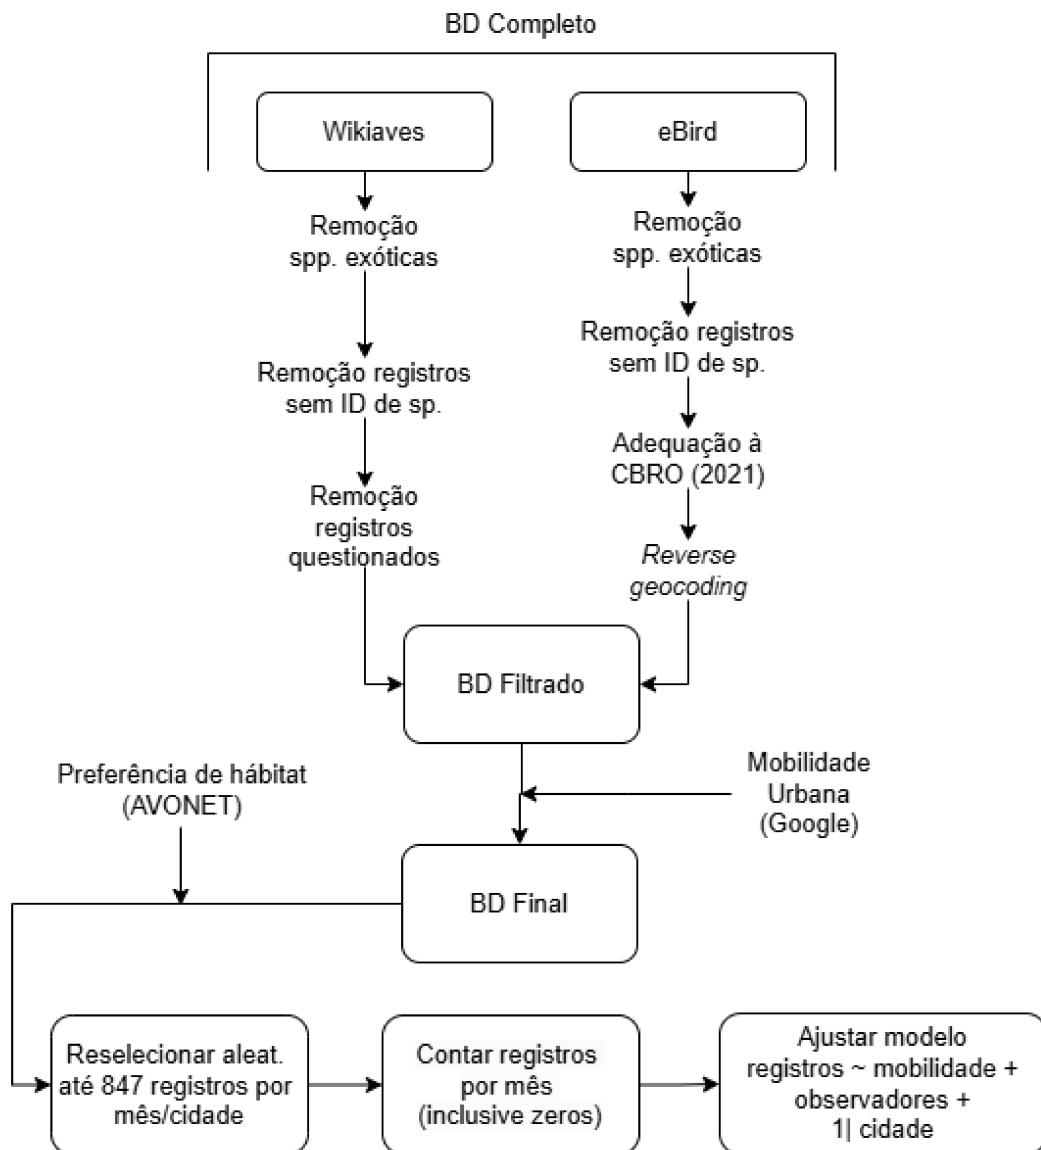 BD Completo
Wikiaves
eBird
Remoção
spp. exóticas
Remoção
spp. exóticas
Remoção registros
sem ID de sp.
Remoção registros
sem ID de sp.
Adequação à
CBRO (2021)
Remoção
registros
questionados
Reverse
geocoding
BD Filtrado
Preferência de hábitat
(AVONET)
Mobilidade
Urbana
(Google)
BD Final
Reselecionar aleat.
até 847 registros por
mês/cidade
Contar registros
por mês
(inclusive zeros)
Ajustar modelo
registros ~ mobilidade +
observadores +
1| cidade